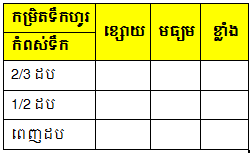 កម្រិតទឹកហូរ
កំពស់ទឹក
ខ្សោយ មធ្យម ខ្លាំង
2/3 ដប
1/2 ដប
ពេញដប